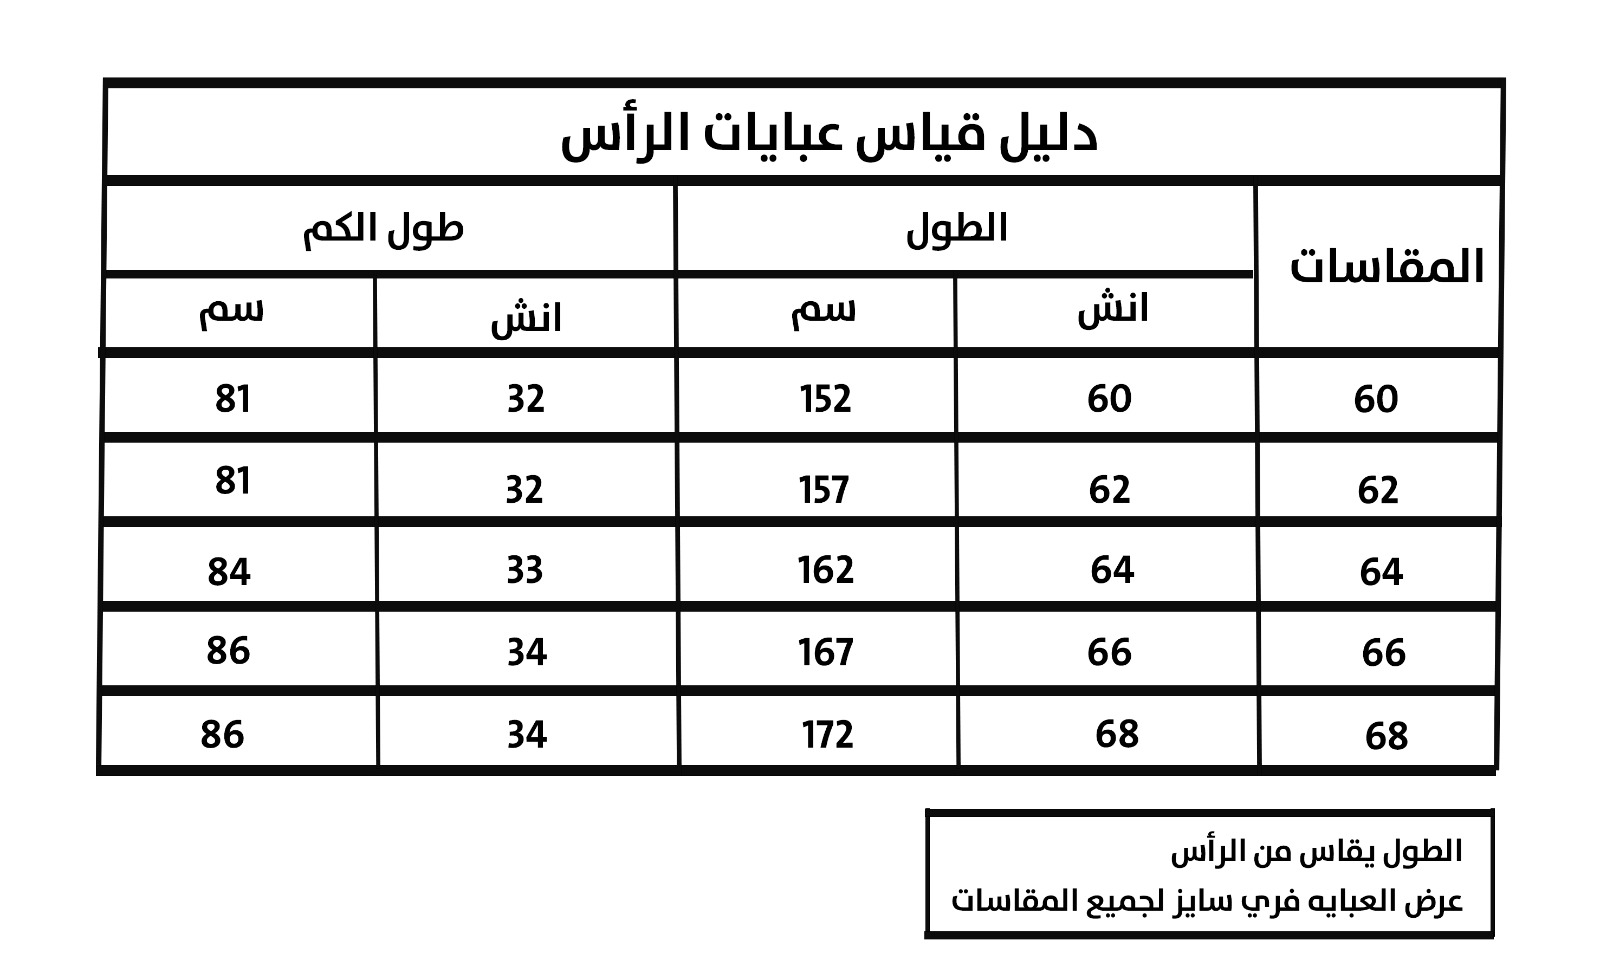 دليل قياس عبايات الرأس
المقاسات الطول طول الكم
انش سم انش سم
60 60 152 32 81
62 62 157 32 81
64 64 162 33 84
66 66 167 34 86
68 68 172 34 86
الطول يقاس من الرأس
عرض العبايه فري سايز لجميع المقاسات